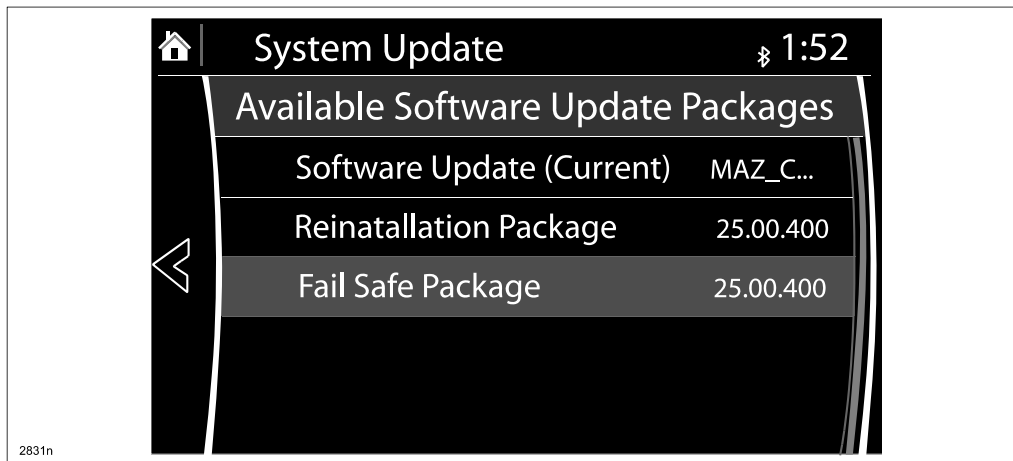 System Update 1:52
Available Software Update Packages
Software Update (Current) MAZ_C...
Reinatallation Package 25.00.400
Fail Safe Package 25.00.400
2831n